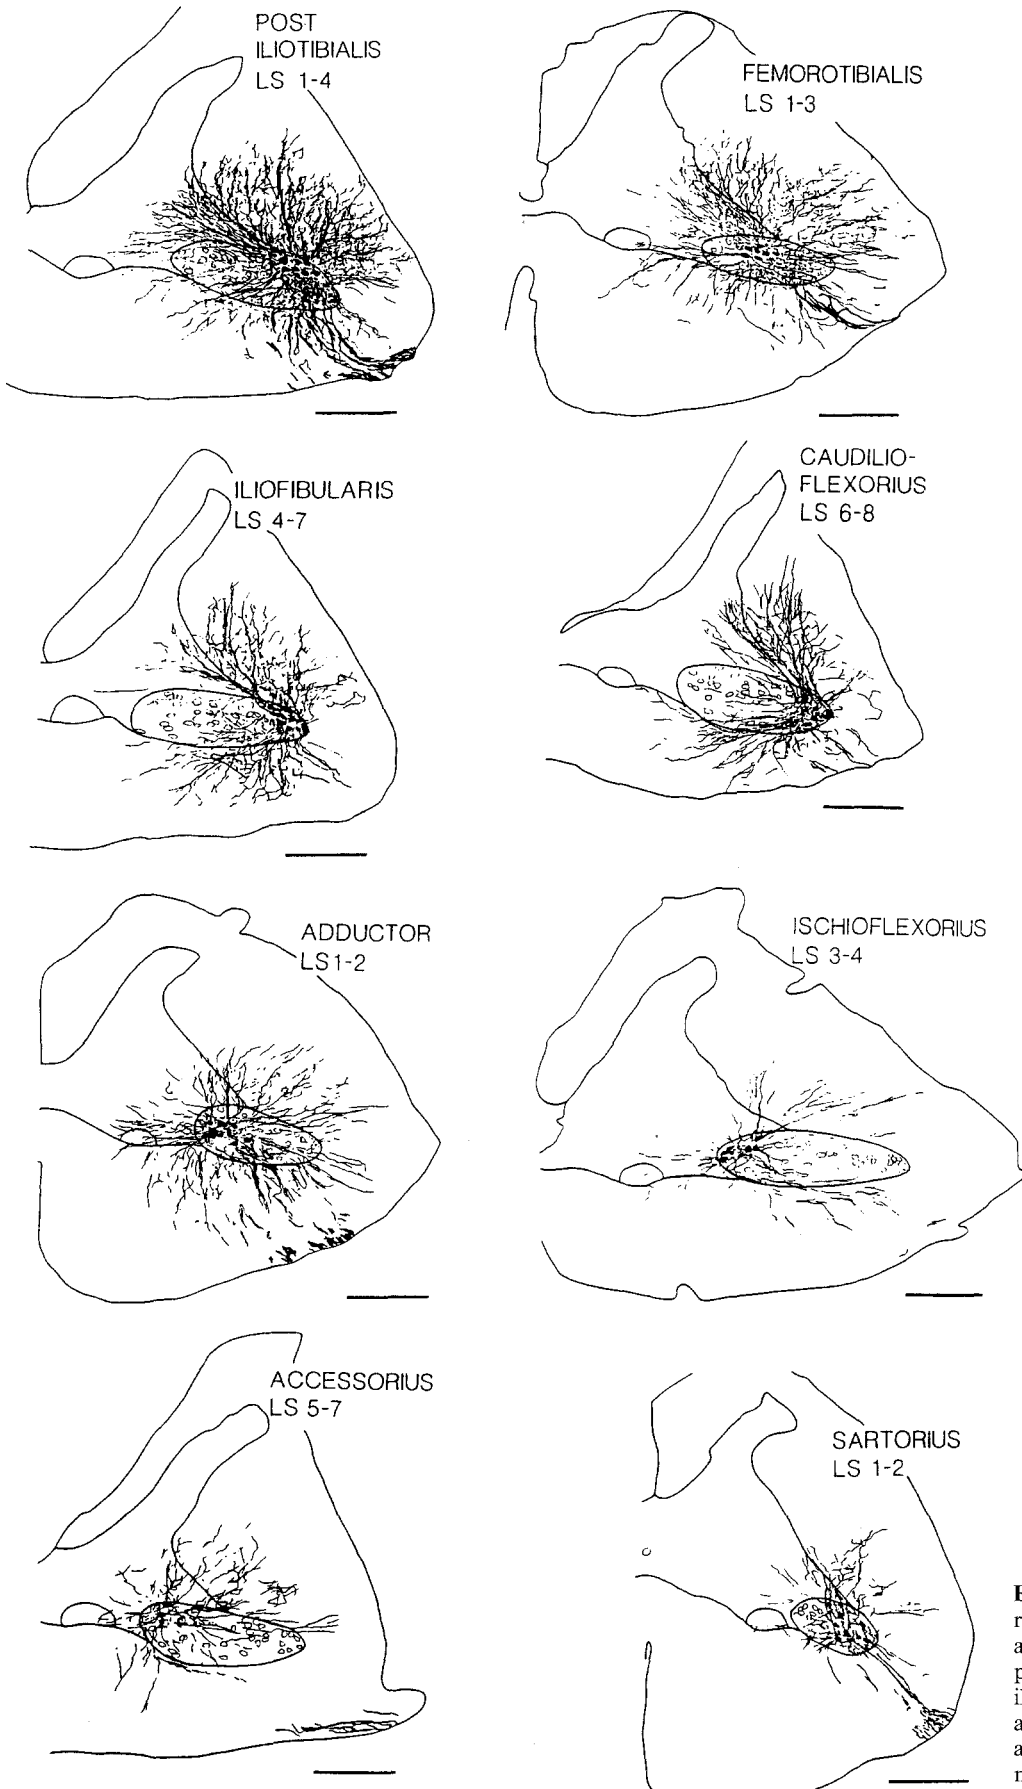 POST
ILIOTIBIALIS
LS 1-4
FEMOROTIBIALIS
LS 1-3
ILIOFIBULARIS
LS 4-7
CAUDILIO-
FLEXORIUS
LS 6-8
ADDUCTOR
LS1-2
ISCHIOFLEXORIUS
LS 3-4
ACCESSORIUS
LS 5-7
SARTORIUS
LS 1-2